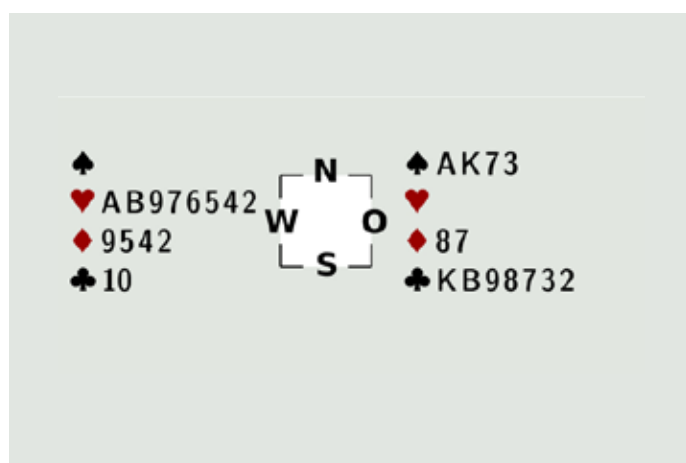 N
♠
♥ AB976542
♦ 9542
♣ 10
W
O
♠ AK73
♥
♦ 87
♣ KB98732
S